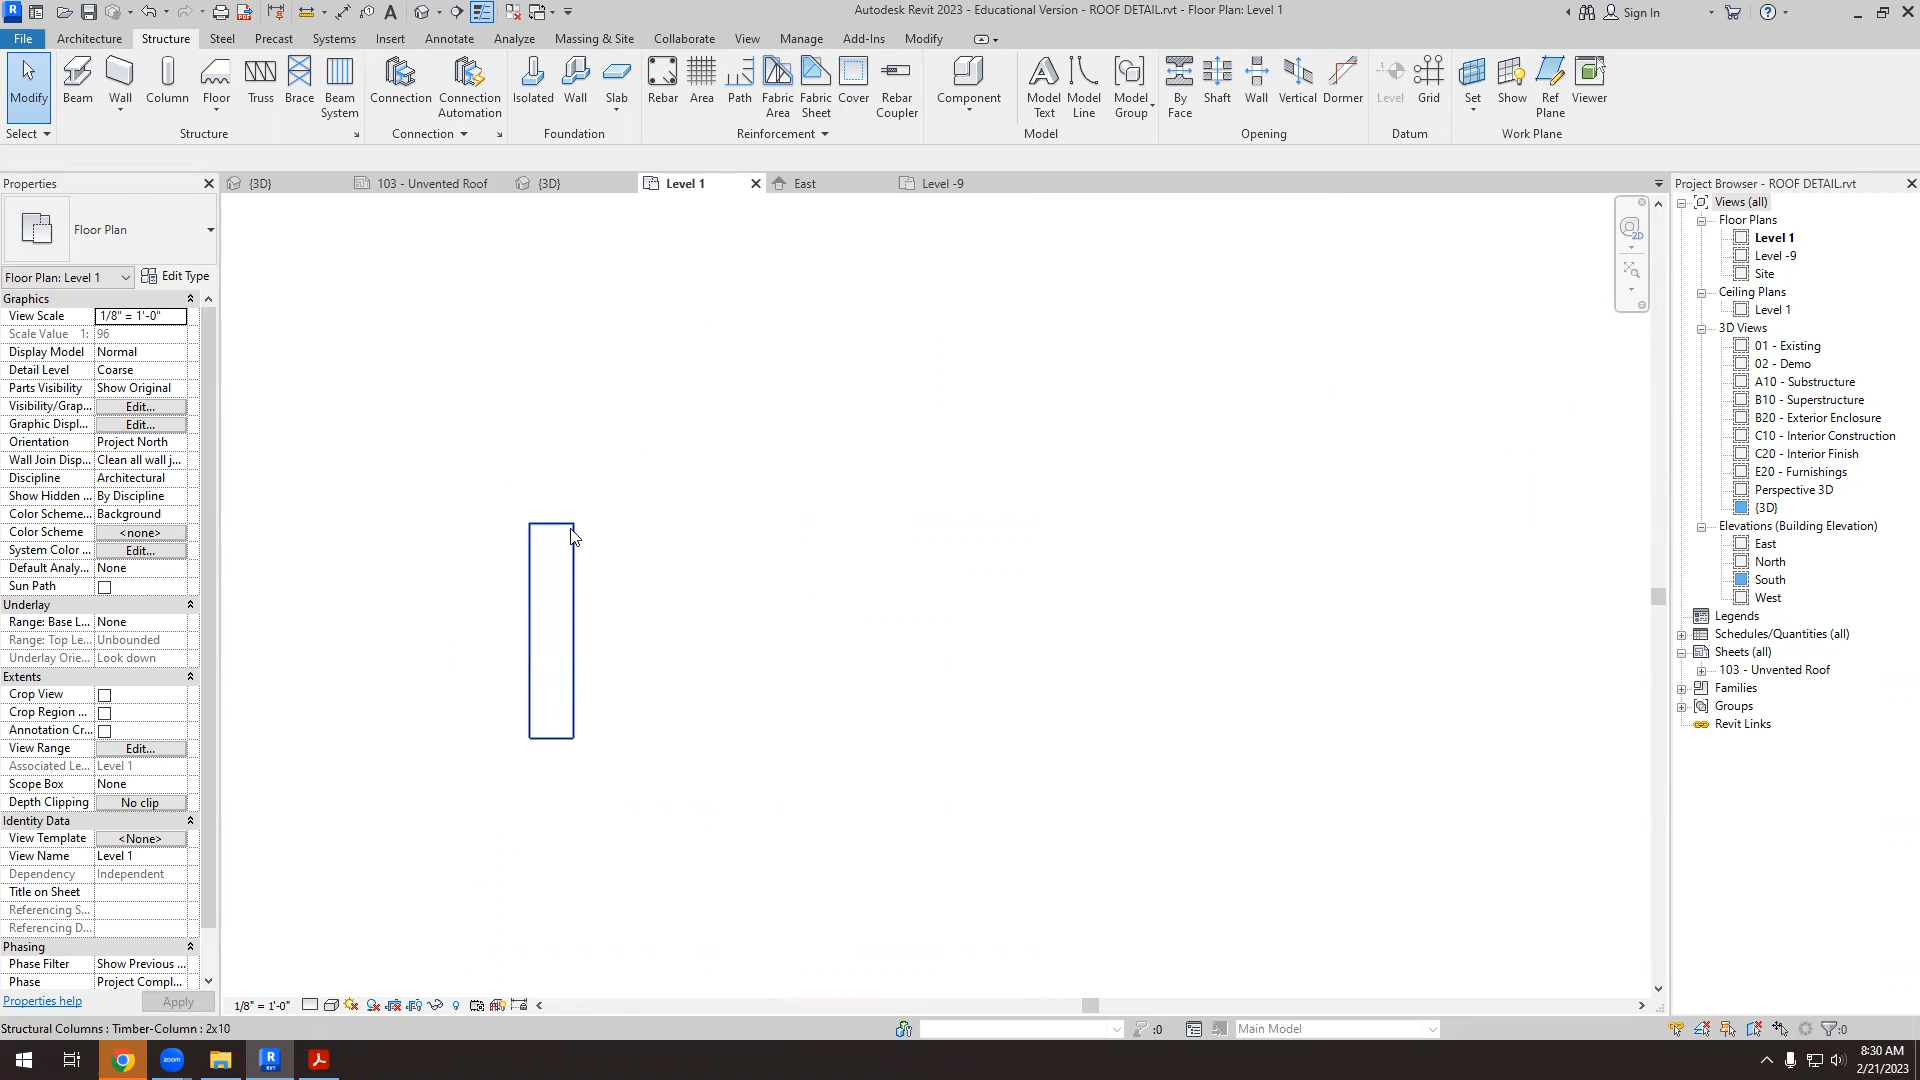 Autodesk Revit 2023 - Educational Version - ROOF DETAIL.rvt - Floor Plan: Level 1
Sign In
File Architecture Structure Steel Precast Systems Insert Annotate Analyze Massing & Site Collaborate View Manage Add-Ins Modify
Modify
Beam
Wall
Column
Floor
Truss
Brace
Beam
System
Connection
Connection
Automation
Isolated
Wall
Slab
Rebar
Area
Path
Fabric
Area
Fabric
Sheet
Cover
Rebar
Coupler
Component
Model
Text
Model
Line
Model
Group
By
Face
Shaft
Wall
Vertical
Dormer
Level
Grid
Set
Show
Ref
Plane
Viewer
Select
Structure
Connection
Foundation
Reinforcement
Model
Opening
Datum
Work Plane
Properties
{3D}
103 - Unvented Roof
{3D}
Level 1
East
Level -9
Project Browser - ROOF DETAIL.rvt
Floor Plan
Floor Plan: Level 1
Edit Type
Graphics
View Scale 1/8" = 1'-0"
Scale Value 1: 96
Display Model Normal
Detail Level Coarse
Parts Visibility Show Original
Visibility/Grap... Edit...
Graphic Displ... Edit...
Orientation Project North
Wall Join Disp... Clean all wall j...
Discipline Architectural
Show Hidden ... By Discipline
Color Scheme... Background
Color Scheme <none>
System Color ... Edit...
Default Analy... None
Sun Path
Underlay
Range: Base L... None
Range: Top Le... Unbounded
Underlay Orie... Look down
Extents
Crop View
Crop Region ...
Annotation Cr...
View Range Edit...
Associated Le... Level 1
Scope Box None
Depth Clipping No clip
Identity Data
View Template <None>
View Name Level 1
Dependency Independent
Title on Sheet
Referencing S...
Referencing D...
Phasing
Phase Filter Show Previous ...
Phase Project Compl...
Properties help
Apply
2D
Views (all)
Floor Plans
Level 1
Level -9
Site
Ceiling Plans
Level 1
3D Views
01 - Existing
02 - Demo
A10 - Substructure
B10 - Superstructure
B20 - Exterior Enclosure
C10 - Interior Construction
C20 - Interior Finish
E20 - Furnishings
Perspective 3D
{3D}
Elevations (Building Elevation)
East
North
South
West
Legends
Schedules/Quantities (all)
Sheets (all)
103 - Unvented Roof
Families
Groups
Revit Links
1/8" = 1'-0"
Structural Columns : Timber-Column : 2x10
:0
Main Model
:0
zoom
8:30 AM
2/21/2023